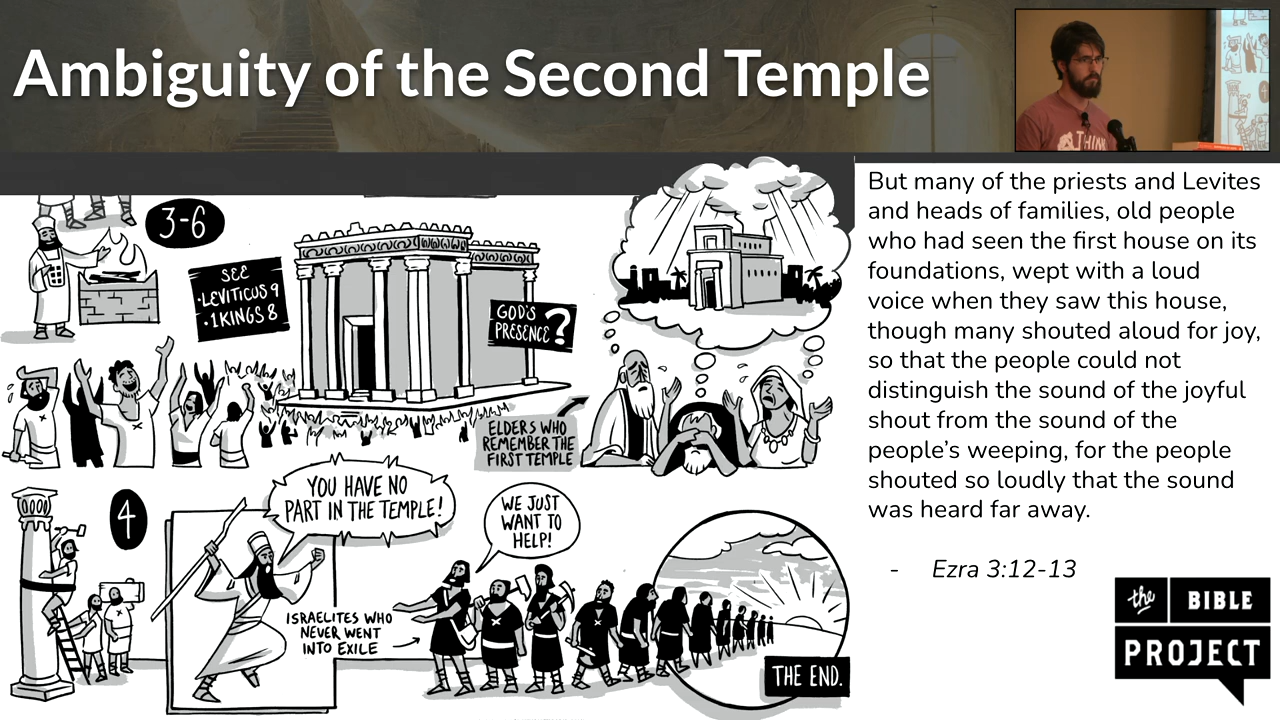 Ambiguity of the Second Temple
THINK
3-6
SEE
•LEVITICUS 9
•1 KINGS 8
GOD'S
PRESENCE?
ELDERS WHO
REMEMBER THE
FIRST TEMPLE
4
YOU HAVE NO
PART IN THE TEMPLE!
WE JUST
WANT TO
HELP!
ISRAELITES WHO
NEVER WENT
INTO EXILE
THE END.
But many of the priests and Levites
and heads of families, old people
who had seen the first house on its
foundations, wept with a loud
voice when they saw this house,
though many shouted aloud for joy,
so that the people could not
distinguish the sound of the joyful
shout from the sound of the
people's weeping, for the people
shouted so loudly that the sound
was heard far away.
- Ezra 3:12-13
the BIBLE
PROJECT